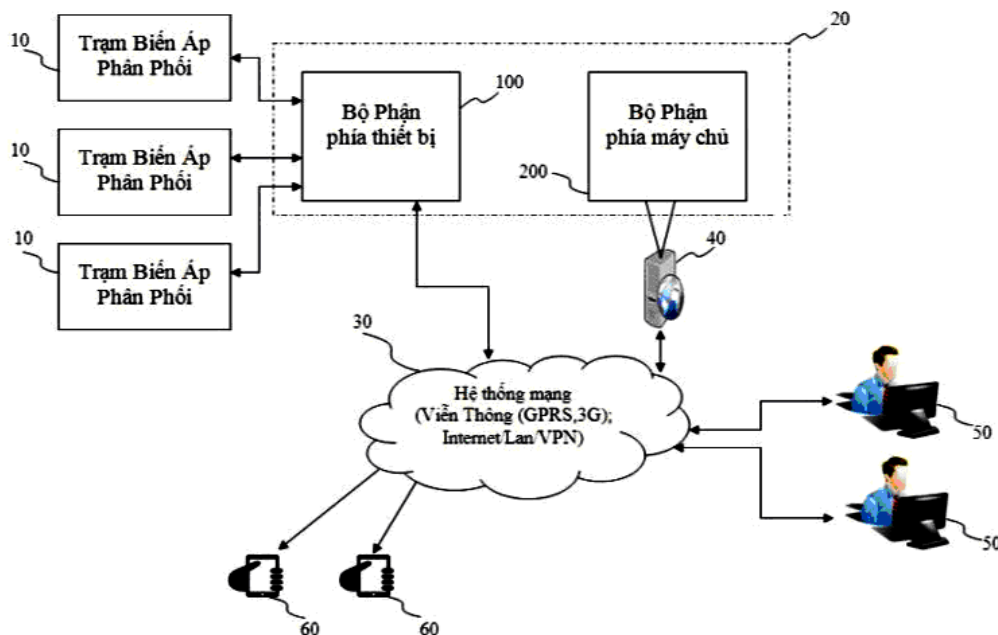 10
Trạm Biến Áp
Phân Phối
20
100
Bộ Phận
phía thiết bị
Bộ Phận
phía máy chủ
200
10
Trạm Biến Áp
Phân Phối
10
Trạm Biến Áp
Phân Phối
40
30
Hệ thống mạng
(Viễn Thông (GPRS,3G);
Internet/Lan/VPN)
50
50
60
60